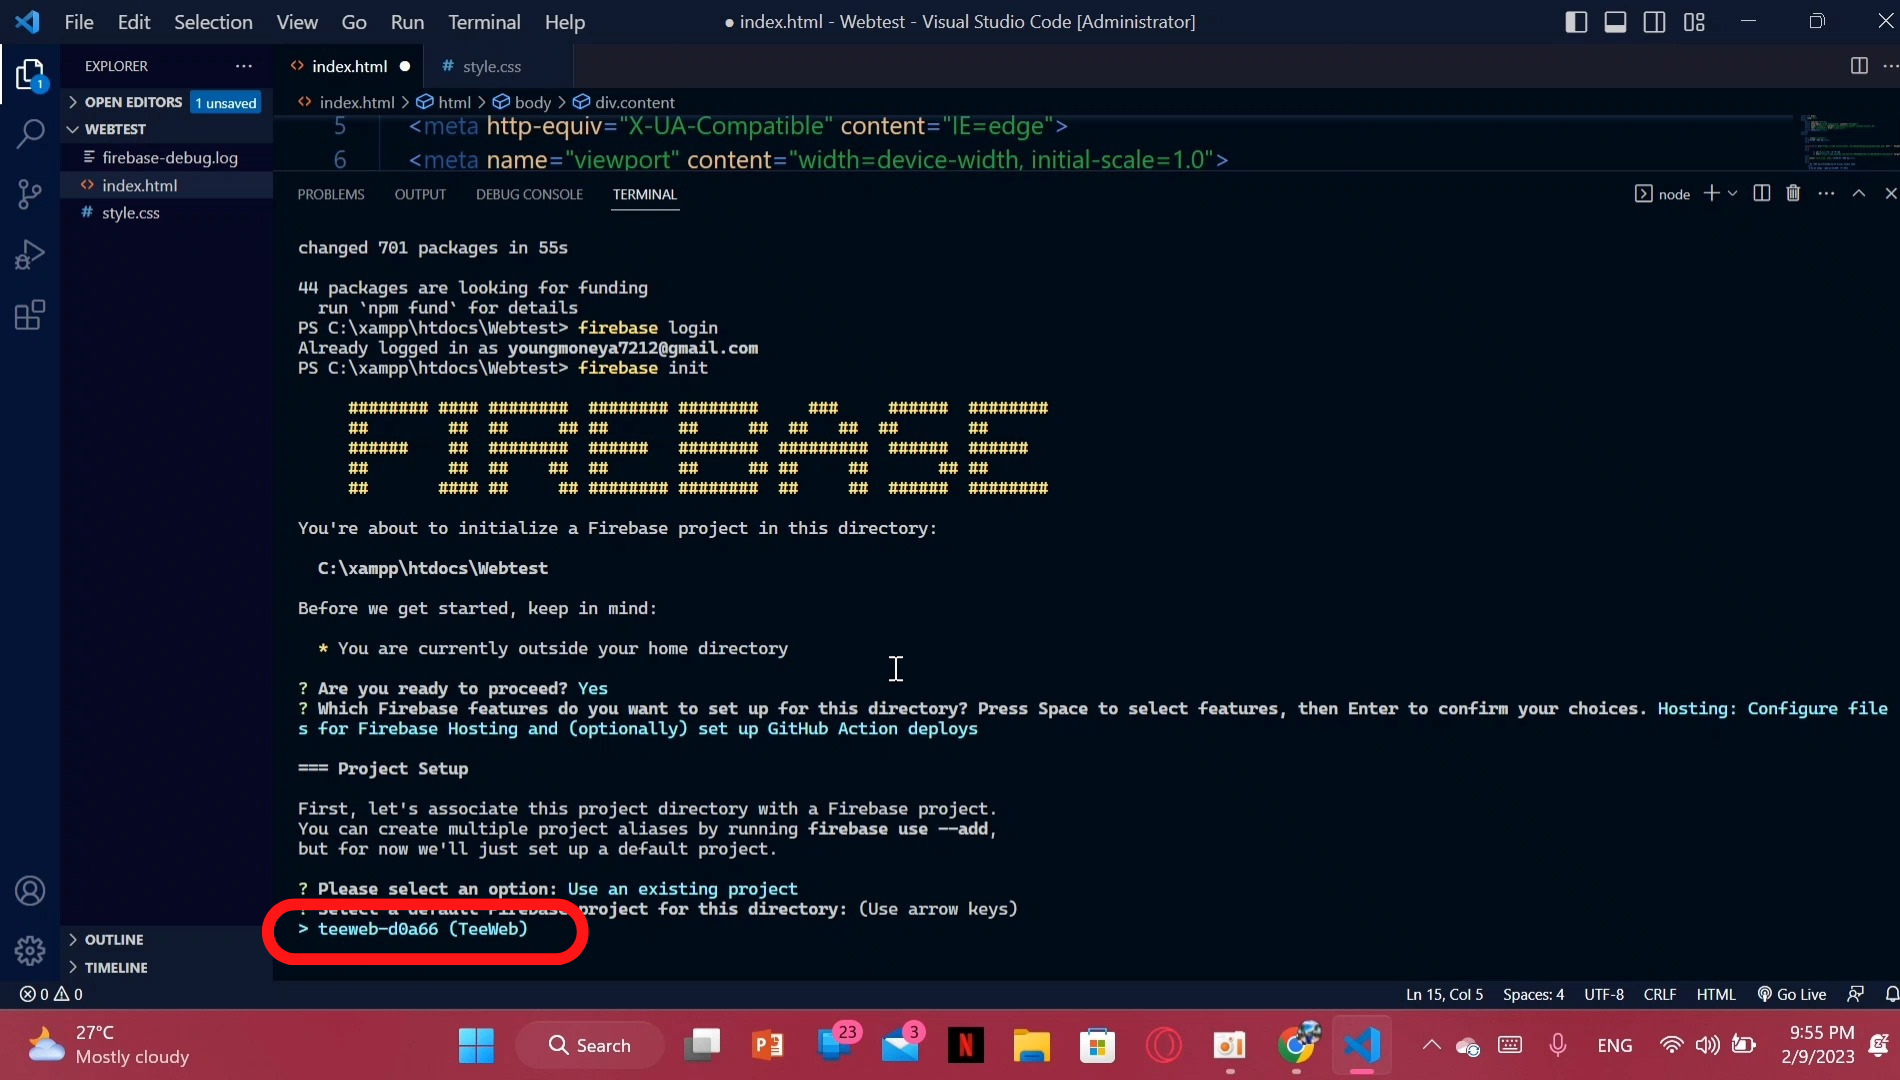 File Edit Selection View Go Run Terminal Help
● index.html - Webtest - Visual Studio Code [Administrator]
EXPLORER
index.html
# style.css
1
OPEN EDITORS 1 unsaved
index.html > html > body > div.content
WEBTEST
5 <meta http-equiv="X-UA-Compatible" content="IE=edge">
6 <meta name="viewport" content="width=device-width, initial-scale=1.0">
firebase-debug.log
index.html
# style.css
PROBLEMS OUTPUT DEBUG CONSOLE TERMINAL
node
changed 701 packages in 55s
44 packages are looking for funding
run `npm fund` for details
PS C:\xampp\htdocs\Webtest> firebase login
Already logged in as youngmoneya7212@gmail.com
PS C:\xampp\htdocs\Webtest> firebase init
FIREBASE
You're about to initialize a Firebase project in this directory:
C:\xampp\htdocs\Webtest
Before we get started, keep in mind:
* You are currently outside your home directory
? Are you ready to proceed? Yes
? Which Firebase features do you want to set up for this directory? Press Space to select features, then Enter to confirm your choices. Hosting: Configure file
s for Firebase Hosting and (optionally) set up GitHub Action deploys
=== Project Setup
First, let's associate this project directory with a Firebase project.
You can create multiple project aliases by running firebase use --add,
but for now we'll just set up a default project.
? Please select an option: Use an existing project
? Select a default Firebase project for this directory: (Use arrow keys)
> teeweb-d0a66 (TeeWeb)
OUTLINE
TIMELINE
0 0
Ln 15, Col 5 Spaces: 4 UTF-8 CRLF HTML Go Live
27°C
Mostly cloudy
Search
23
3
N
ENG
9:55 PM
2/9/2023